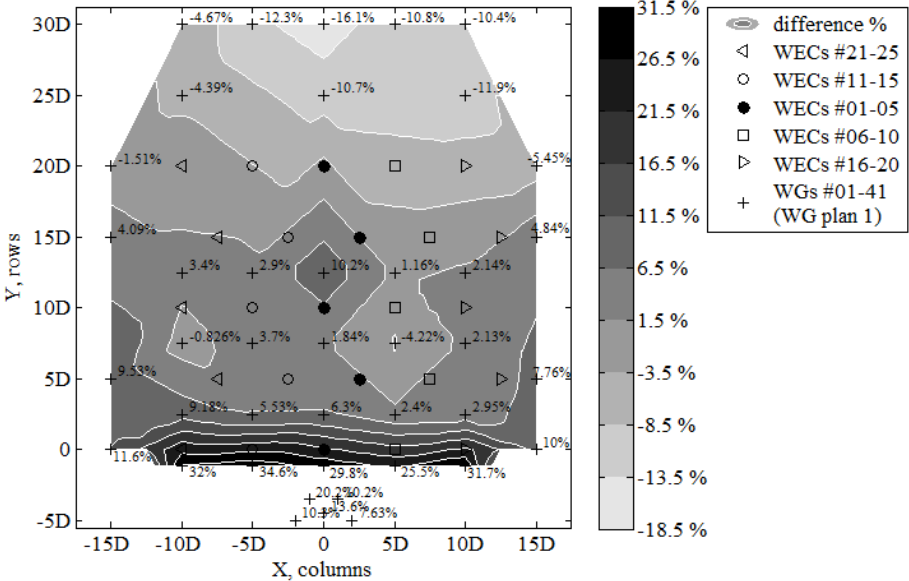 30D
25D
20D
15D
10D
5D
0
-5D
Y, rows
-15D -10D -5D 0 5D 10D 15D
X, columns
-4.67% -12.3% -16.1% -10.8% -10.4%
-4.39% -10.7% -11.9%
-1.51% -5.45%
4.09% 4.84%
3.4% 2.9% 10.2% 1.16% 2.14%
-0.826% 3.7% 1.84% -4.22% 2.13%
9.53% 7.76%
9.18% 5.53% 6.3% 2.4% 2.95%
11.6% 10%
32% 34.6% 29.8% 25.5% 31.7%
20.2% 10.2%
13.6%
10.3% 7.63%
31.5 %
26.5 %
21.5 %
16.5 %
11.5 %
6.5 %
1.5 %
-3.5 %
-8.5 %
-13.5 %
-18.5 %
difference %
WECs #21-25
WECs #11-15
WECs #01-05
WECs #06-10
WECs #16-20
WGs #01-41
(WG plan 1)